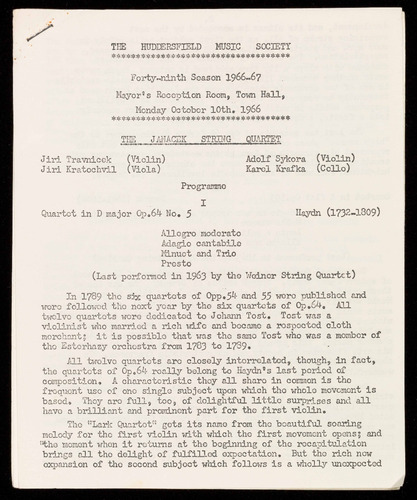 THE HUDDERSFIELD MUSIC SOCIETY
************************************
Forty-ninth Season 1966-67
Mayor's Reception Room, Town Hall,
Monday October 10th. 1966
************************************
THE JANACEK STRING QUARTET
Jiri Travnicek (Violin) Adolf Sykora (Violin)
Jiri Kratochvil (Viola) Karel Krafka (Cello)
Programme
I
Quartet in D major Op.64 No. 5 Haydn (1732-1809)
Allegro moderato
Adagio cantabile
Minuet and Trio
Presto
(Last performed in 1963 by the Weiner String Quartet)
In 1789 the six quartets of Opp.54 and 55 were published and
were followed the next year by the six quartets of Op.64. All
twelve quartets were dedicated to Johann Tost. Tost was a
violinist who married a rich wife and became a respected cloth
merchant; it is possible that was the same Tost who was a member of
the Esterhazy orchestra from 1783 to 1789.
All twelve quartets are closely interrelated, though, in fact,
the quartets of Op.64 really belong to Haydn's last period of
composition. A characteristic they all share in common is the
frequent use of one single subject upon which the whole movement is
based. They are full, too, of delightful little surprises and all
have a brilliant and prominent part for the first violin.
The "Lark Quartet" gets its name from the beautiful soaring
melody for the first violin with which the first movement opens; and
"the moment when it returns at the beginning of the recapitulation
brings all the delight of fulfilled expectation. But the rich new
expansion of the second subject which follows is a wholly unexpected